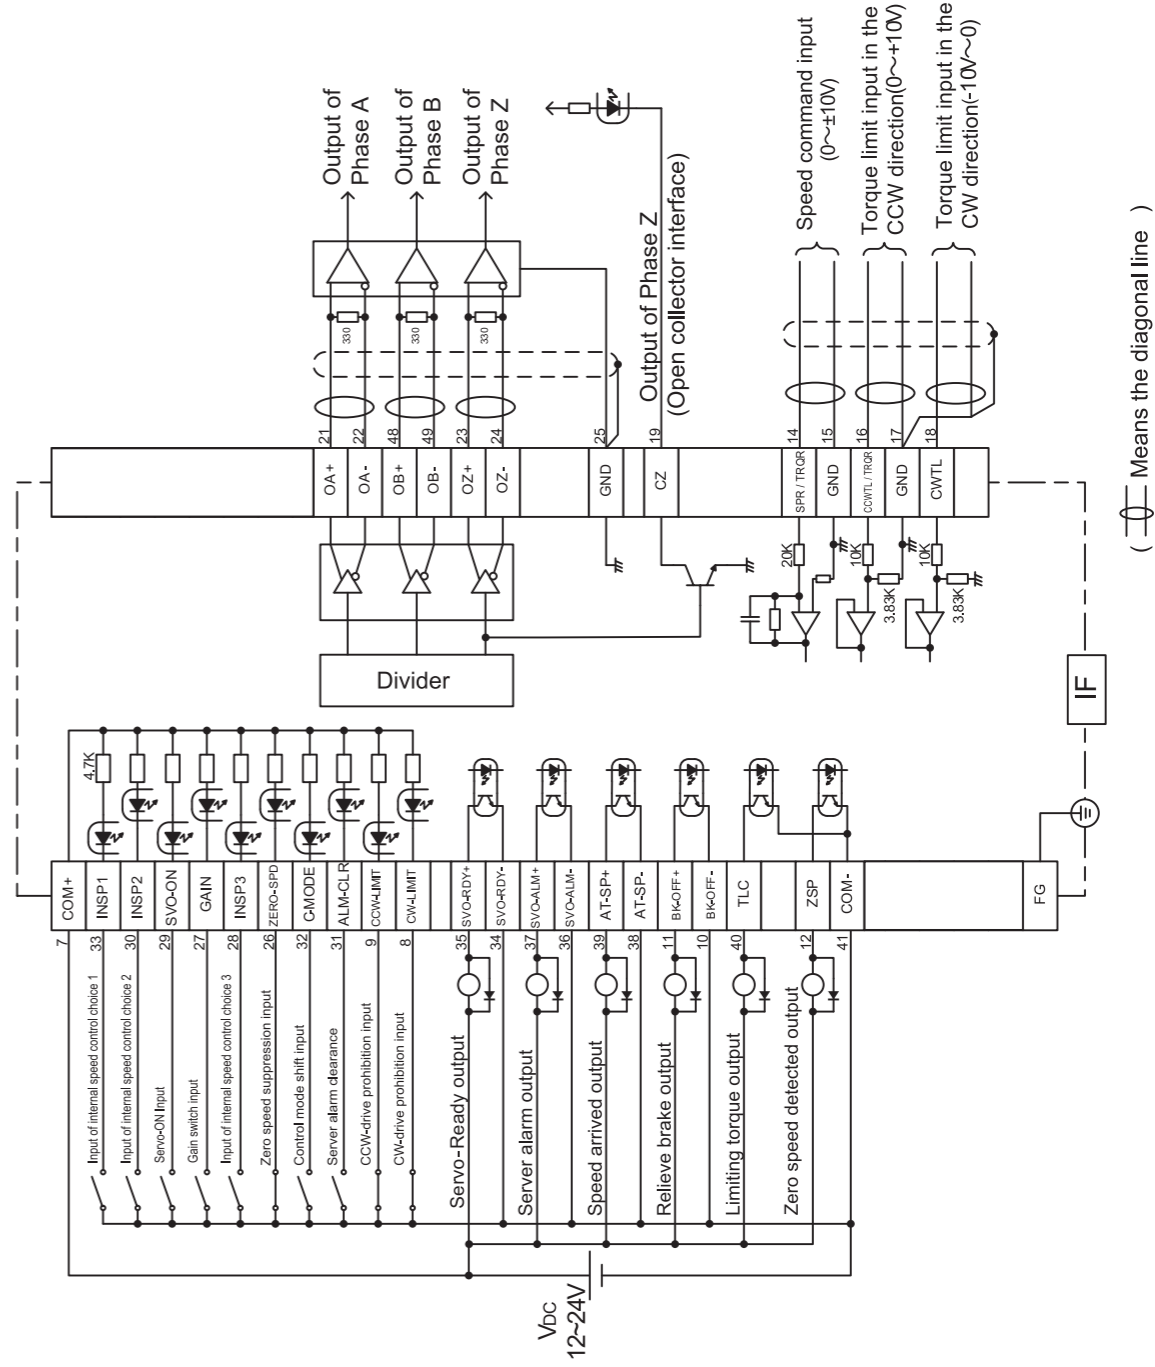 VDC
12~24V
7
COM+
33
INSP1
Input of internal speed control choice 1
4.7K
30
INSP2
Input of internal speed control choice 2
29
SVO-ON
Servo-ON Input
27
GAIN
Gain switch input
28
INSP3
Input of internal speed control choice 3
26
ZERO-SPD
Zero speed suppression input
32
C-MODE
Control mode shift input
31
ALM-CLR
Server alarm clearance
9
CCW-LIMIT
CCW-drive prohibition input
8
CW-LIMIT
CW-drive prohibition input
35
SVO-RDY+
Servo-Ready output
34
SVO-RDY-
37
SVO-ALM+
Server alarm output
36
SVO-ALM-
39
AT-SP+
Speed arrived output
38
AT-SP-
11
BK-OFF+
Relieve brake output
10
BK-OFF-
40
TLC
Limiting torque output
12
ZSP
Zero speed detected output
41
COM-
FG
IF
Divider
OA+
21
OA-
22
330
Output of
Phase A
OB+
48
OB-
49
330
Output of
Phase B
OZ+
23
OZ-
24
330
Output of
Phase Z
GND
25
CZ
19
Output of Phase Z
(Open collector interface)
20K
SPR / TRQR
14
GND
15
Speed command input
(0～±10V)
10K
3.83K
CCWTL / TRQR
16
GND
17
Torque limit input in the
CCW direction(0～+10V)
10K
3.83K
CWTL
18
Torque limit input in the
CW direction(-10V～0)
( Means the diagonal line )